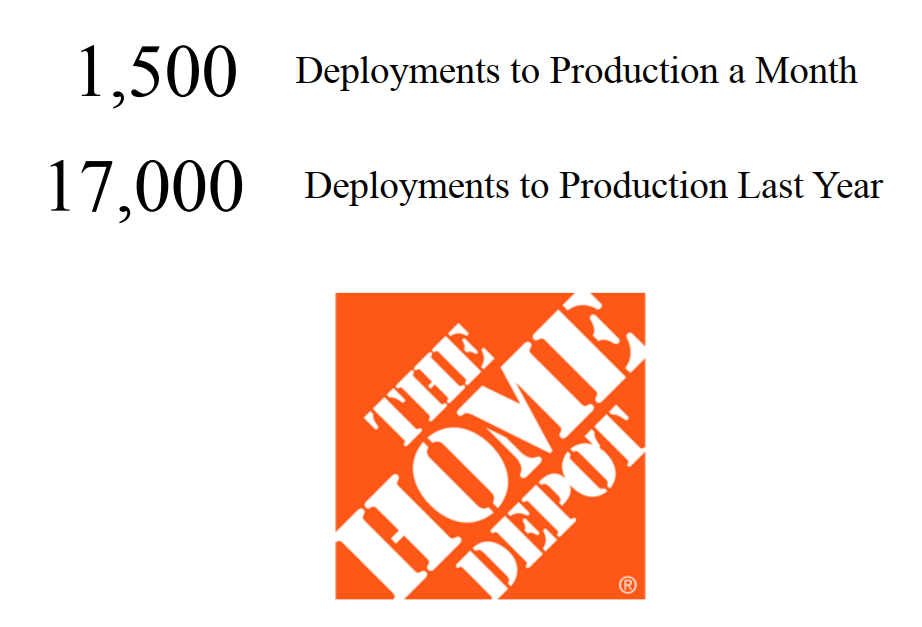 1,500 Deployments to Production a Month
17,000 Deployments to Production Last Year
THE
HOME
DEPOT
®